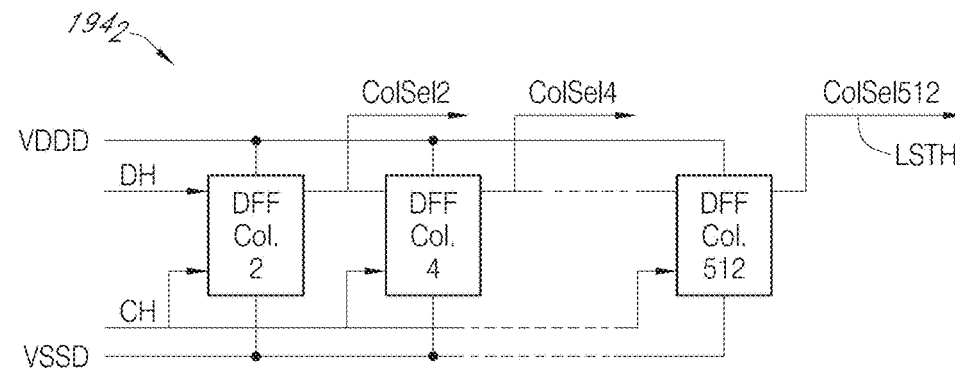 194₂
ColSel2
ColSel4
ColSel512
VDDD
LSTH
DH
DFF
Col.
2
DFF
Col.
4
DFF
Col.
512
CH
VSSD